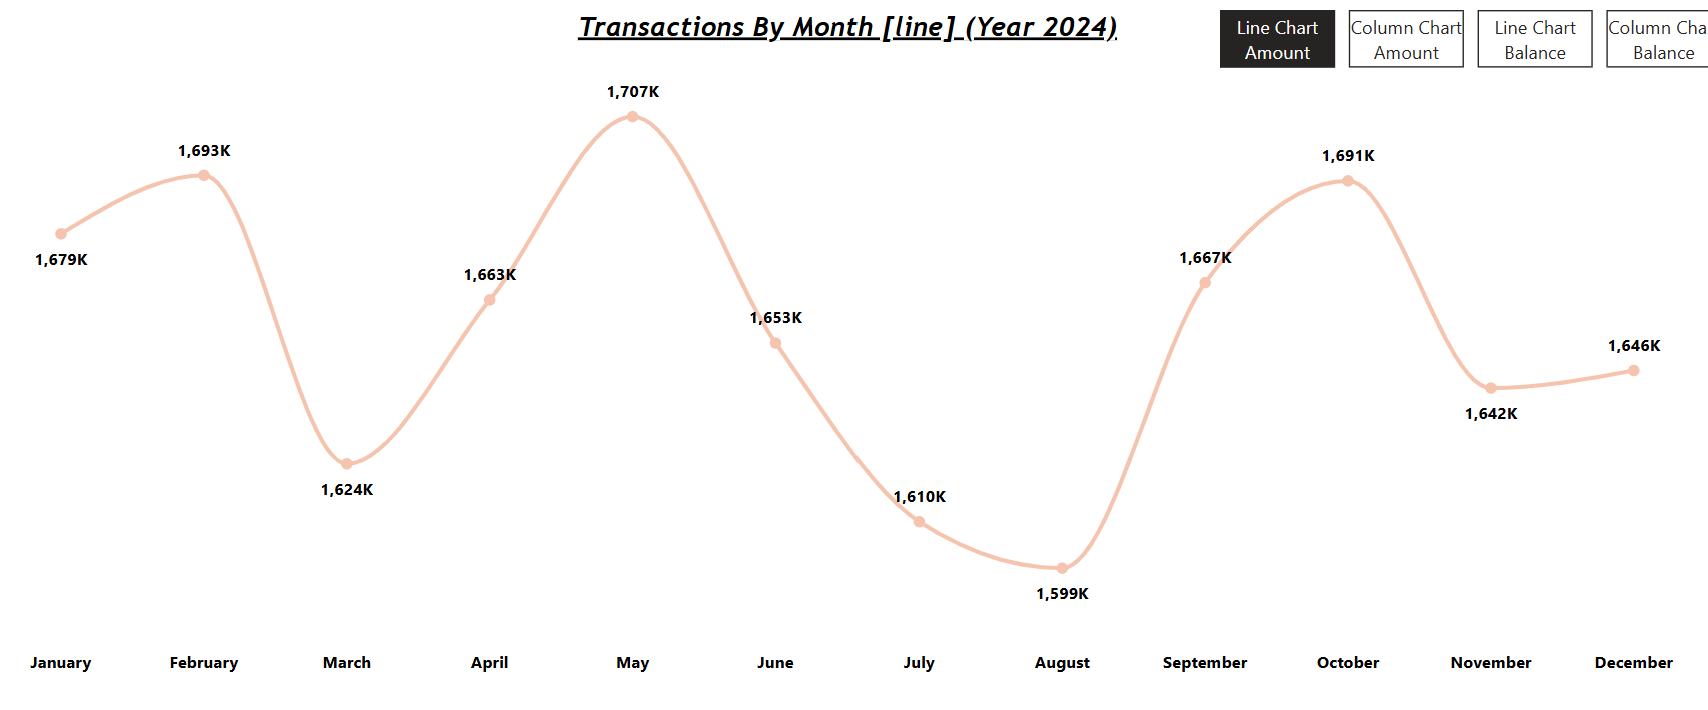 Transactions By Month [line] (Year 2024)
Line Chart
Amount
Column Chart
Amount
Line Chart
Balance
Column Cha
Balance
1,707K
1,693K
1,691K
1,679K
1,667K
1,663K
1,653K
1,646K
1,642K
1,624K
1,610K
1,599K
January February March April May June July August September October November December